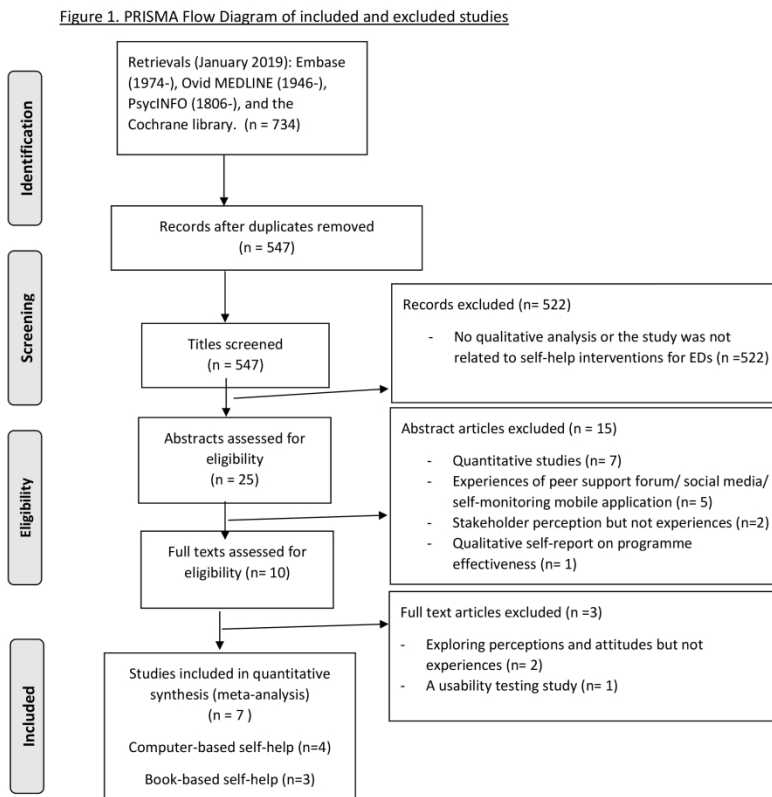 Figure 1. PRISMA Flow Diagram of included and excluded studies
Identification
Retrievals (January 2019): Embase
(1974-), Ovid MEDLINE (1946-),
PsycINFO (1806-), and the
Cochrane library.  (n = 734)
Records after duplicates removed
(n = 547)
Screening
Titles screened
(n = 547)
Records excluded (n= 522)
- No qualitative analysis or the study was not
related to self-help interventions for EDs (n =522)
Eligibility
Abstracts assessed for
eligibility
(n = 25)
Abstract articles excluded (n = 15)
- Quantitative studies (n= 7)
- Experiences of peer support forum/ social media/
self-monitoring mobile application (n= 5)
- Stakeholder perception but not experiences (n=2)
- Qualitative self-report on programme
effectiveness (n= 1)
Full texts assessed for
eligibility (n= 10)
Full text articles excluded (n =3)
- Exploring perceptions and attitudes but not
experiences (n= 2)
- A usability testing study (n= 1)
Included
Studies included in quantitative
synthesis (meta-analysis)
(n = 7 )
Computer-based self-help (n=4)
Book-based self-help (n=3)